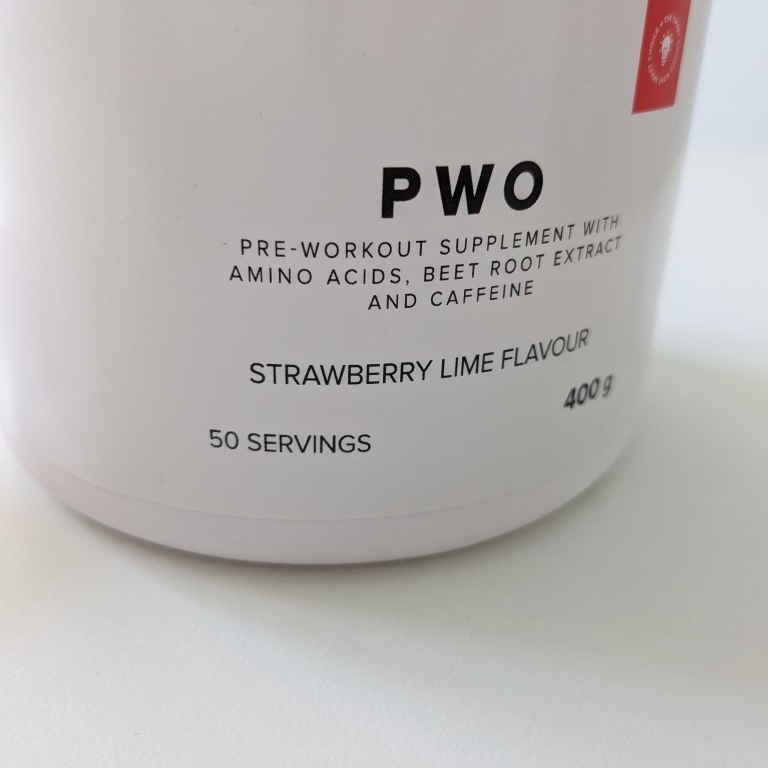 PWO
PRE-WORKOUT SUPPLEMENT WITH
AMINO ACIDS, BEET ROOT EXTRACT
AND CAFFEINE
STRAWBERRY LIME FLAVOUR
400 g
50 SERVINGS